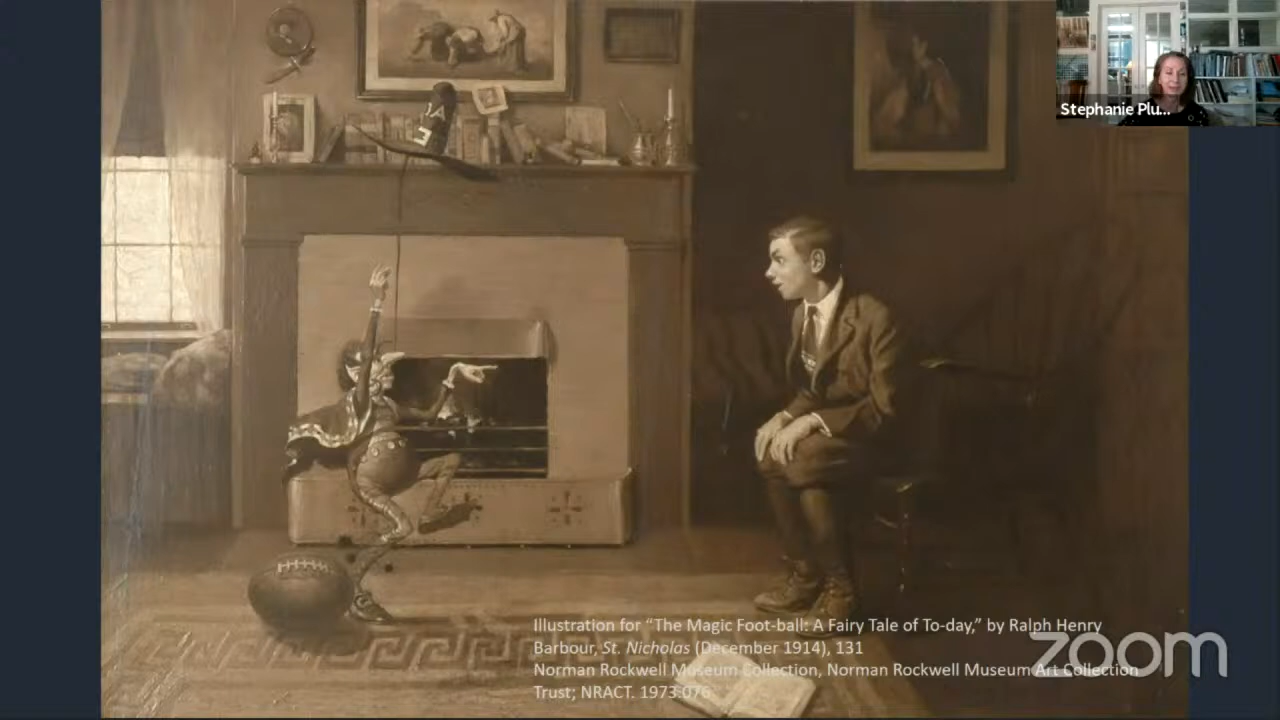 Stephanie Plu...
Illustration for “The Magic Foot-ball: A Fairy Tale of To-day,” by Ralph Henry
Barbour, St. Nicholas (December 1914), 131
Norman Rockwell Museum Collection, Norman Rockwell Museum Art Collection
Trust; NRACT. 1973.076
zoom